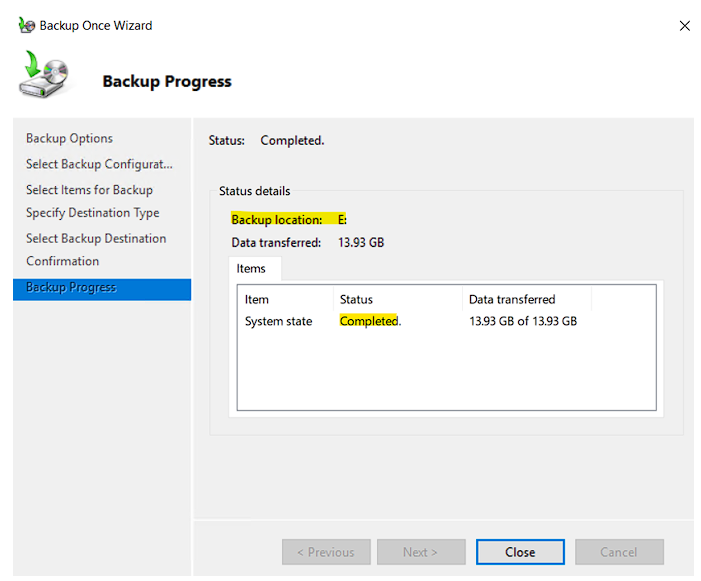 Backup Once Wizard
Backup Progress
Backup Options
Select Backup Configurat...
Select Items for Backup
Specify Destination Type
Select Backup Destination
Confirmation
Backup Progress
Status: Completed.
Status details
Backup location: E:
Data transferred: 13.93 GB
Items
Item Status Data transferred
System state Completed. 13.93 GB of 13.93 GB
< Previous Next > Close Cancel